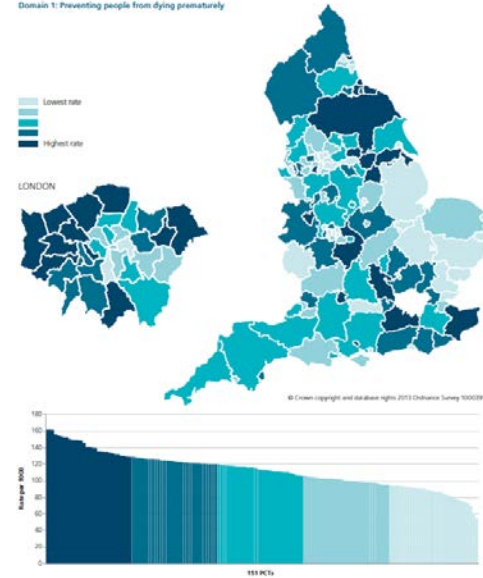 Domain 1: Preventing people from dying prematurely
Lowest rate
Highest rate
LONDON
© Crown copyright and database rights 2013 Ordnance Survey
180
160
140
120
100
80
60
40
20
0
Rate per 1000
151 PCTs